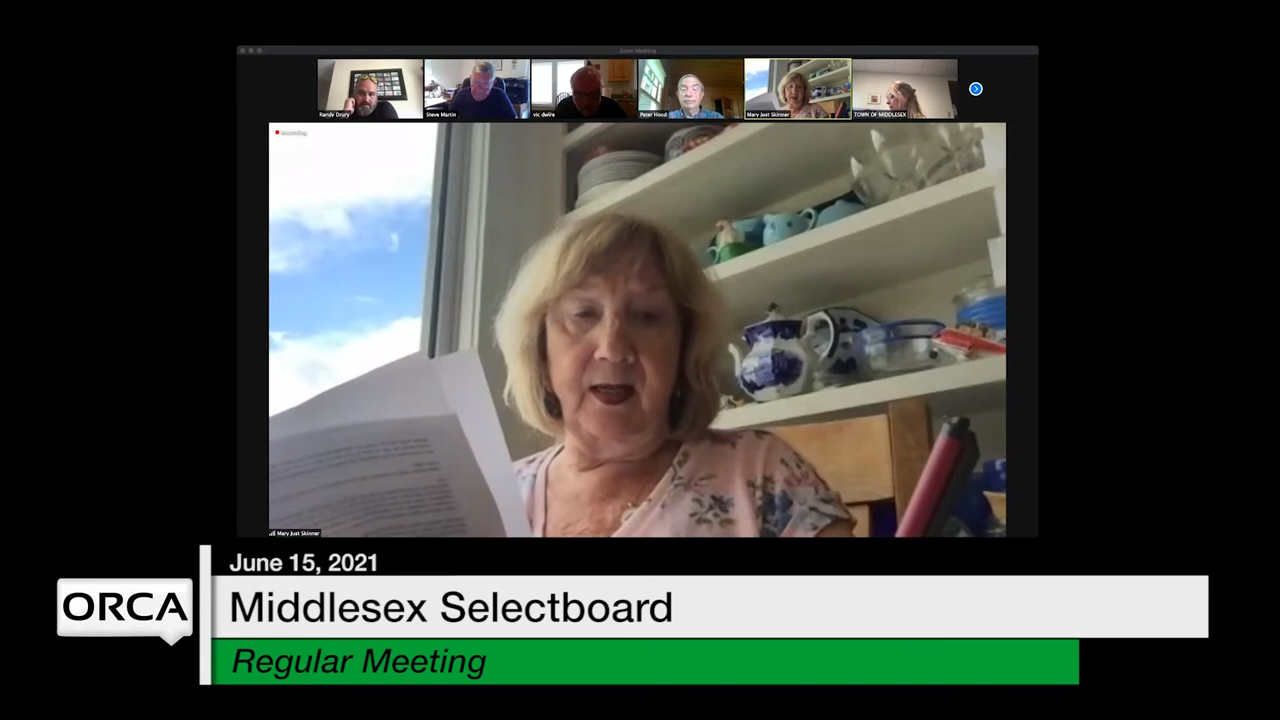 Zoom Meeting
Randy Drury
Steve Martin
vic dwire
Peter Hood
Mary Just Skinner
TOWN OF MIDDLESEX
Recording
Mary Just Skinner
June 15, 2021
ORCA
Middlesex Selectboard
Regular Meeting